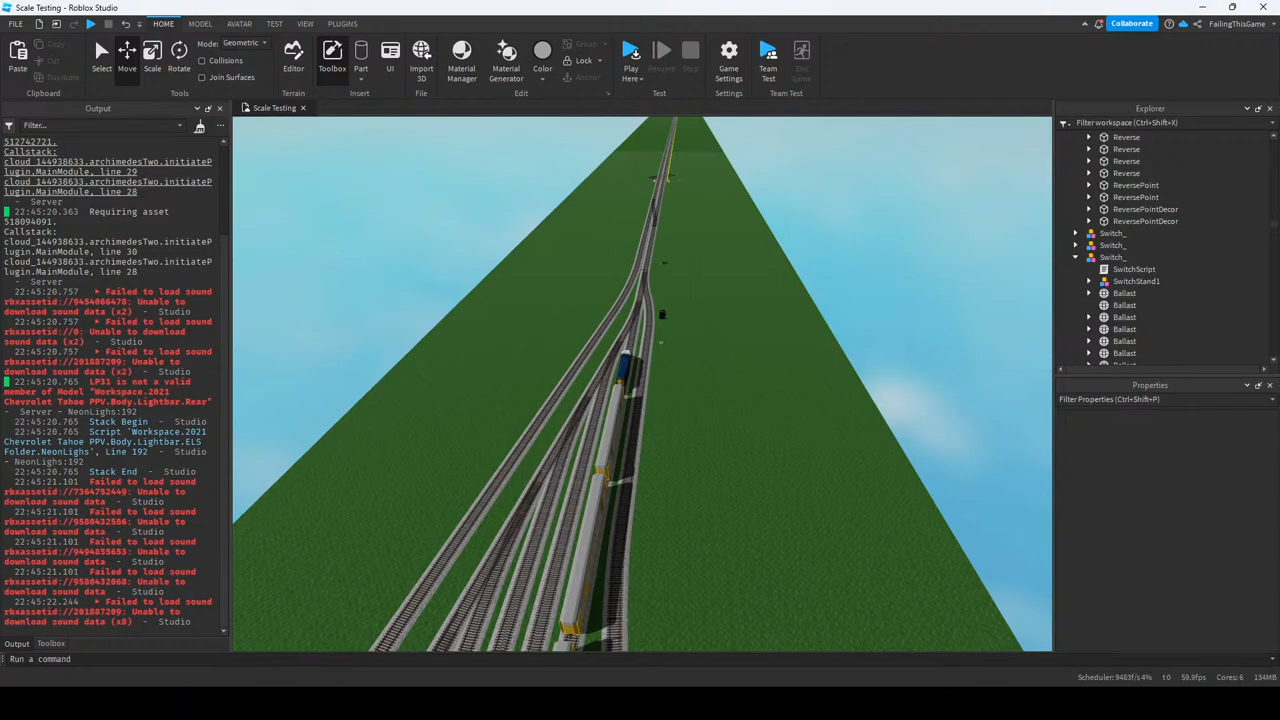 Scale Testing - Roblox Studio
FILE
HOME
MODEL
AVATAR
TEST
VIEW
PLUGINS
Collaborate
FailingThisGame
Paste
Copy
Cut
Duplicate
Clipboard
Select
Move
Scale
Rotate
Mode: Geometric
Collisions
Join Surfaces
Tools
Editor
Terrain
Toolbox
Part
UI
Insert
Import
3D
File
Material
Manager
Material
Generator
Color
Group
Lock
Anchor
Edit
Play
Here
Resume
Stop
Test
Game
Settings
Settings
Team
Test
Exit
Game
Team Test
Output
Filter...
512742721.
Callstack:
cloud_144938633.archimedesTwo.initiateP
lugin.MainModule, line 29
cloud_144938633.archimedesTwo.initiateP
lugin.MainModule, line 28
- Server
22:45:20.363 Requiring asset
518094091.
Callstack:
cloud_144938633.archimedesTwo.initiateP
lugin.MainModule, line 30
cloud_144938633.archimedesTwo.initiateP
lugin.MainModule, line 28
- Server
22:45:20.757 Failed to load sound
rbxassetid://9454066478: Unable to
download sound data (x2) - Studio
22:45:20.757 Failed to load sound
rbxassetid://0: Unable to download
sound data (x2) - Studio
22:45:20.757 Failed to load sound
rbxassetid://201887209: Unable to
download sound data (x2) - Studio
22:45:20.765 LP31 is not a valid
member of Model "Workspace.2021
Chevrolet Tahoe PPV.Body.Lightbar.Rear"
- Server - NeonLighs:192
22:45:20.765 Stack Begin - Studio
22:45:20.765 Script 'Workspace.2021
Chevrolet Tahoe PPV.Body.Lightbar.ELS
Folder.NeonLighs', Line 192 - Studio
- NeonLighs:192
22:45:20.765 Stack End - Studio
22:45:21.101 Failed to load sound
rbxassetid://7364752449: Unable to
download sound data - Studio
22:45:21.101 Failed to load sound
rbxassetid://9580432586: Unable to
download sound data - Studio
22:45:21.101 Failed to load sound
rbxassetid://9494855653: Unable to
download sound data - Studio
22:45:21.101 Failed to load sound
rbxassetid://9580432068: Unable to
download sound data - Studio
22:45:22.244 Failed to load sound
rbxassetid://201887209: Unable to
download sound data (x8) - Studio
Output
Toolbox
Run a command
Scale Testing
Explorer
Filter workspace (Ctrl+Shift+X)
Reverse
Reverse
Reverse
Reverse
ReversePoint
ReversePoint
ReversePointDecor
ReversePointDecor
Switch_
Switch_
Switch_
SwitchScript
SwitchStand1
Ballast
Ballast
Ballast
Ballast
Ballast
Ballast
Properties
Filter Properties (Ctrl+Shift+P)
Scheduler: 9483f/s 4%
t:0
59.9fps
Cores: 6
134MB